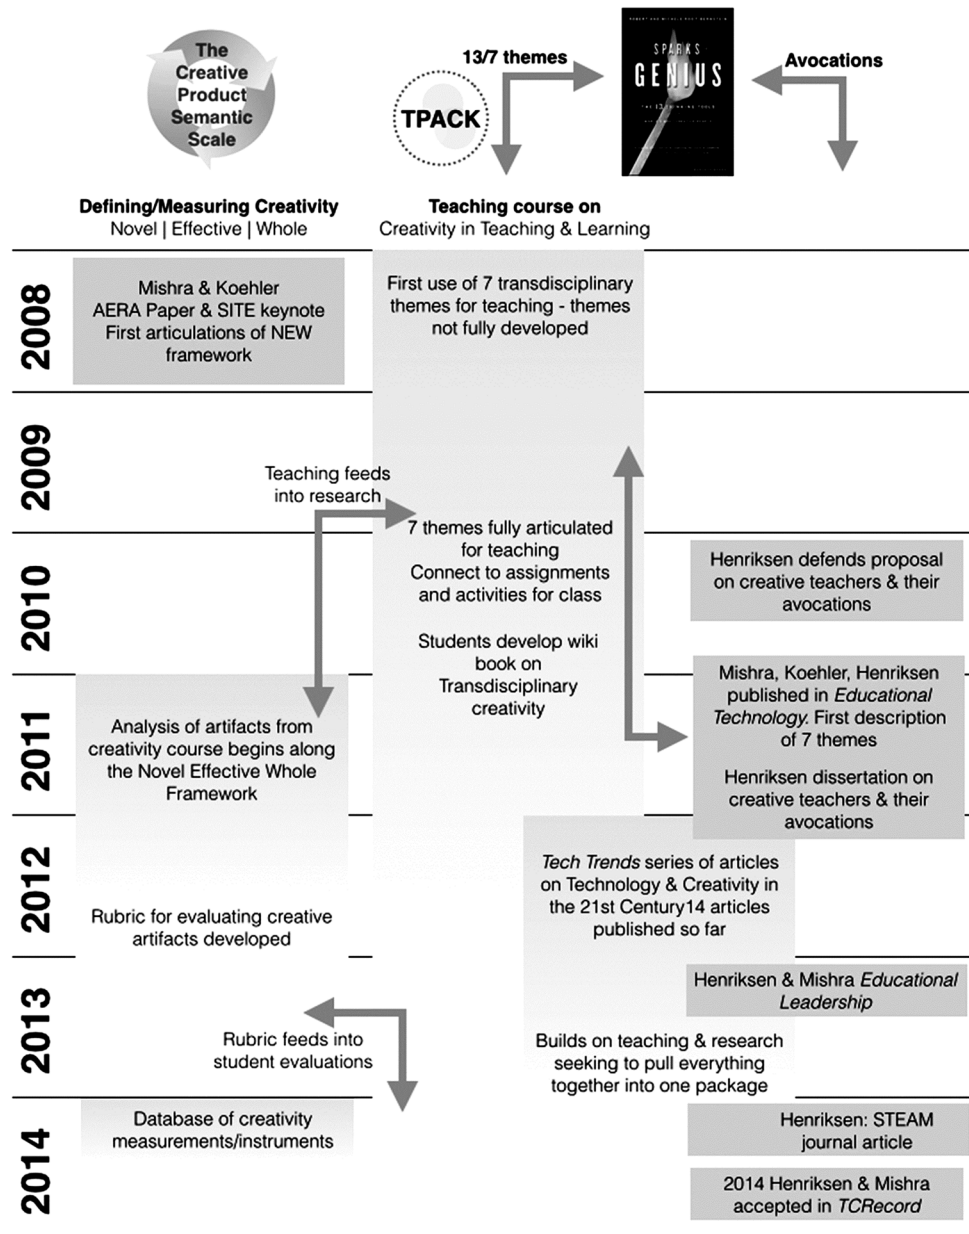 The
Creative
Product
Semantic
Scale
13/7 themes
TPACK
SPARKS
GENIUS
Avocations
Defining/Measuring Creativity
Novel | Effective | Whole
Teaching course on
Creativity in Teaching & Learning
2008
Mishra & Koehler
AERA Paper & SITE keynote
First articulations of NEW
framework
First use of 7 transdisciplinary
themes for teaching - themes
not fully developed
2009
Teaching feeds
into research
7 themes fully articulated
for teaching
Connect to assignments
and activities for class
2010
Henriksen defends proposal
on creative teachers & their
avocations
Students develop wiki
book on
Transdisciplinary
creativity
2011
Analysis of artifacts from
creativity course begins along
the Novel Effective Whole
Framework
Mishra, Koehler, Henriksen
published in Educational
Technology. First description
of 7 themes
Henriksen dissertation on
creative teachers & their
avocations
2012
Tech Trends series of articles
on Technology & Creativity in
the 21st Century14 articles
published so far
Rubric for evaluating creative
artifacts developed
2013
Henriksen & Mishra Educational
Leadership
Rubric feeds into
student evaluations
Builds on teaching & research
seeking to pull everything
together into one package
2014
Database of creativity
measurements/instruments
Henriksen: STEAM
journal article
2014 Henriksen & Mishra
accepted in TCRecord